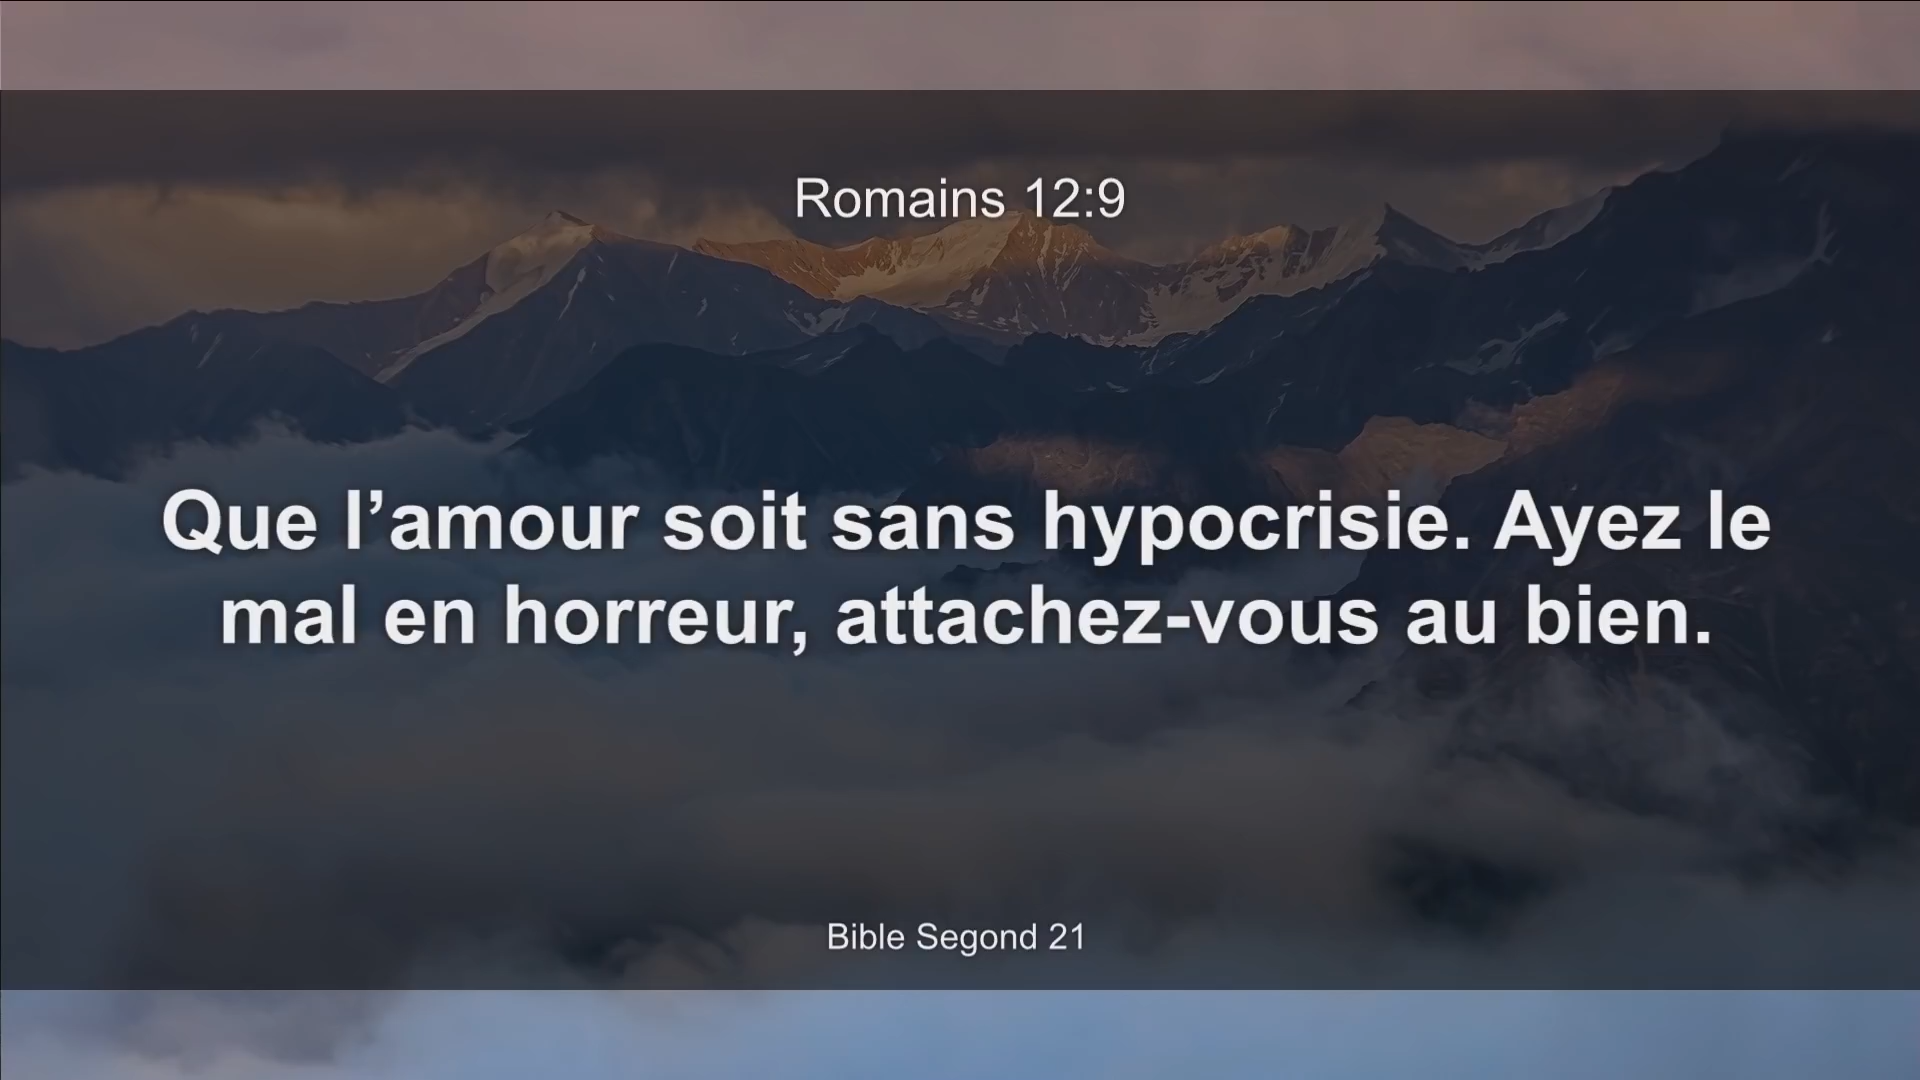 Romains 12:9
Que l’amour soit sans hypocrisie. Ayez le
mal en horreur, attachez-vous au bien.
Bible Segond 21